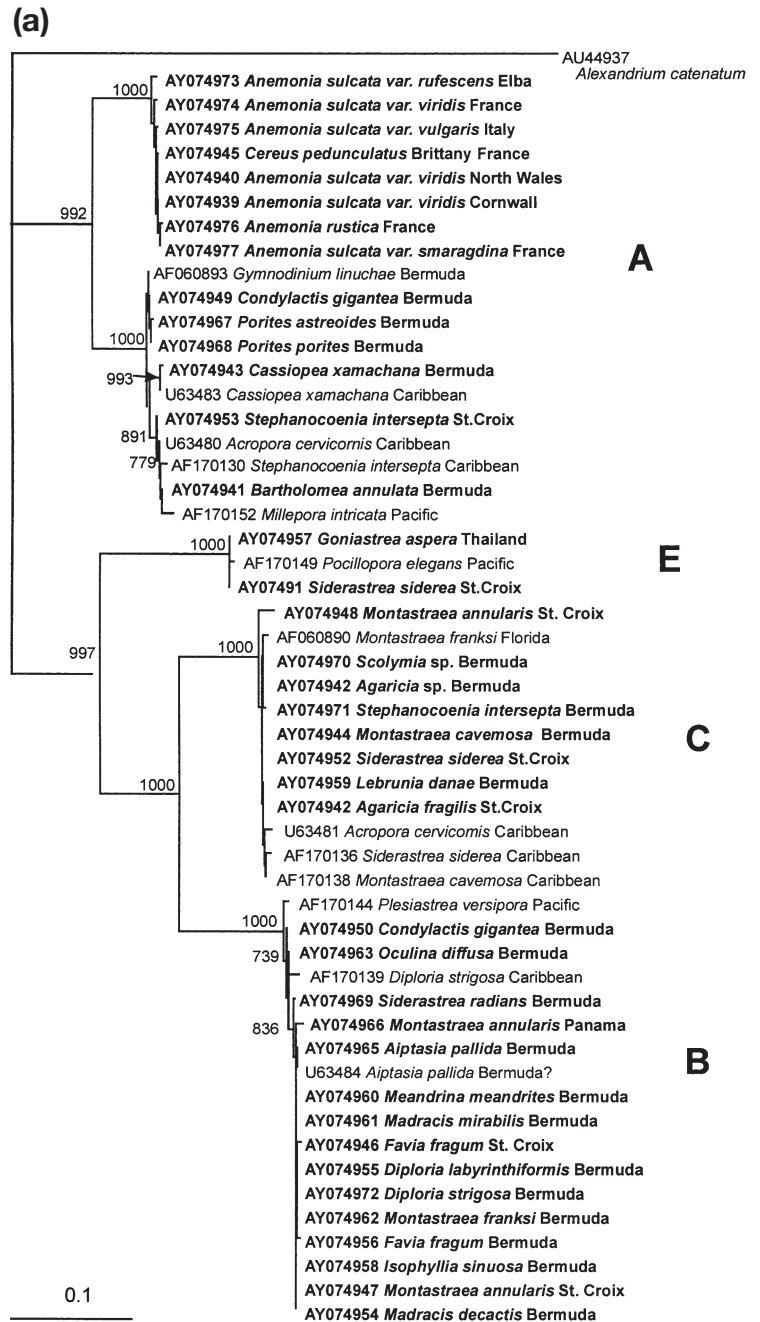 (a)
AU44937
Alexandrium catenatum
1000
AY074973 Anemonia sulcata var. rufescens Elba
AY074974 Anemonia sulcata var. viridis France
AY074975 Anemonia sulcata var. vulgaris Italy
AY074945 Cereus pedunculatus Brittany France
AY074940 Anemonia sulcata var. viridis North Wales
AY074939 Anemonia sulcata var. viridis Cornwall
992
AY074976 Anemonia rustica France
AY074977 Anemonia sulcata var. smaragdina France
A
AF060893 Gymnodinium linuchae Bermuda
AY074949 Condylactis gigantea Bermuda
AY074967 Porites astreoides Bermuda
1000
AY074968 Porites porites Bermuda
AY074943 Cassiopea xamachana Bermuda
993
U63483 Cassiopea xamachana Caribbean
AY074953 Stephanocoenia intersepta St.Croix
891
U63480 Acropora cervicornis Caribbean
779
AF170130 Stephanocoenia intersepta Caribbean
AY074941 Bartholomea annulata Bermuda
AF170152 Millepora intricata Pacific
1000
AY074957 Goniastrea aspera Thailand
AF170149 Pocillopora elegans Pacific
E
AY07491 Siderastrea siderea St.Croix
AY074948 Montastraea annularis St. Croix
AF060890 Montastraea franksi Florida
997
1000
AY074970 Scolymia sp. Bermuda
AY074942 Agaricia sp. Bermuda
AY074971 Stephanocoenia intersepta Bermuda
AY074944 Montastraea cavemosa Bermuda
C
AY074952 Siderastrea siderea St.Croix
1000
AY074959 Lebrunia danae Bermuda
AY074942 Agaricia fragilis St.Croix
U63481 Acropora cervicomis Caribbean
AF170136 Siderastrea siderea Caribbean
AF170138 Montastraea cavemosa Caribbean
AF170144 Plesiastrea versipora Pacific
1000
AY074950 Condylactis gigantea Bermuda
739
AY074963 Oculina diffusa Bermuda
AF170139 Diploria strigosa Caribbean
AY074969 Siderastrea radians Bermuda
836
AY074966 Montastraea annularis Panama
AY074965 Aiptasia pallida Bermuda
B
U63484 Aiptasia pallida Bermuda?
AY074960 Meandrina meandrites Bermuda
AY074961 Madracis mirabilis Bermuda
AY074946 Favia fragum St. Croix
AY074955 Diploria labyrinthiformis Bermuda
AY074972 Diploria strigosa Bermuda
AY074962 Montastraea franksi Bermuda
AY074956 Favia fragum Bermuda
AY074958 Isophyllia sinuosa Bermuda
0.1
AY074947 Montastraea annularis St. Croix
AY074954 Madracis decactis Bermuda